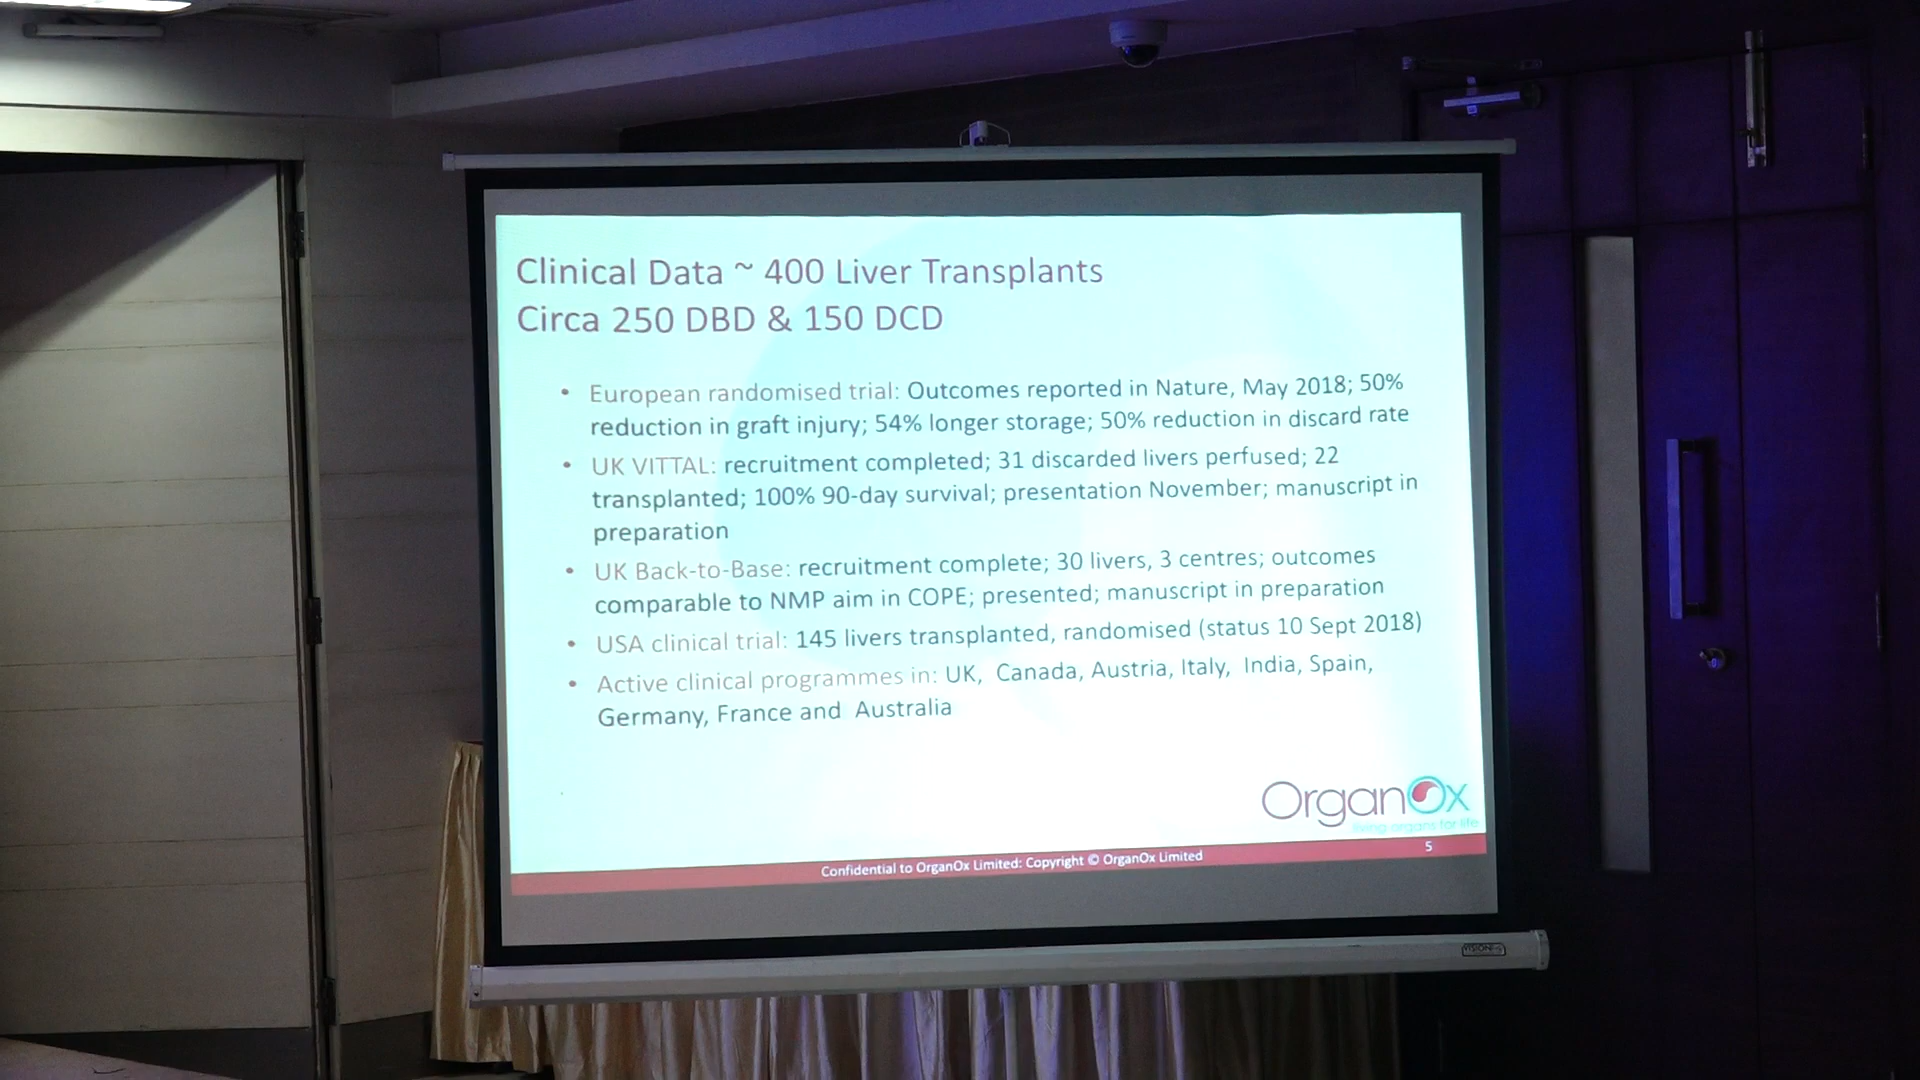 Clinical Data ~ 400 Liver Transplants
Circa 250 DBD & 150 DCD
• European randomised trial: Outcomes reported in Nature, May 2018; 50%
reduction in graft injury; 54% longer storage; 50% reduction in discard rate
• UK VITTAL: recruitment completed; 31 discarded livers perfused; 22
transplanted; 100% 90-day survival; presentation November; manuscript in
preparation
• UK Back-to-Base: recruitment complete; 30 livers, 3 centres; outcomes
comparable to NMP aim in COPE; presented; manuscript in preparation
• USA clinical trial: 145 livers transplanted, randomised (status 10 Sept 2018)
• Active clinical programmes in: UK, Canada, Austria, Italy, India, Spain,
Germany, France and Australia
OrganOx
living organs for life
Confidential to OrganOx Limited: Copyright © OrganOx Limited
5